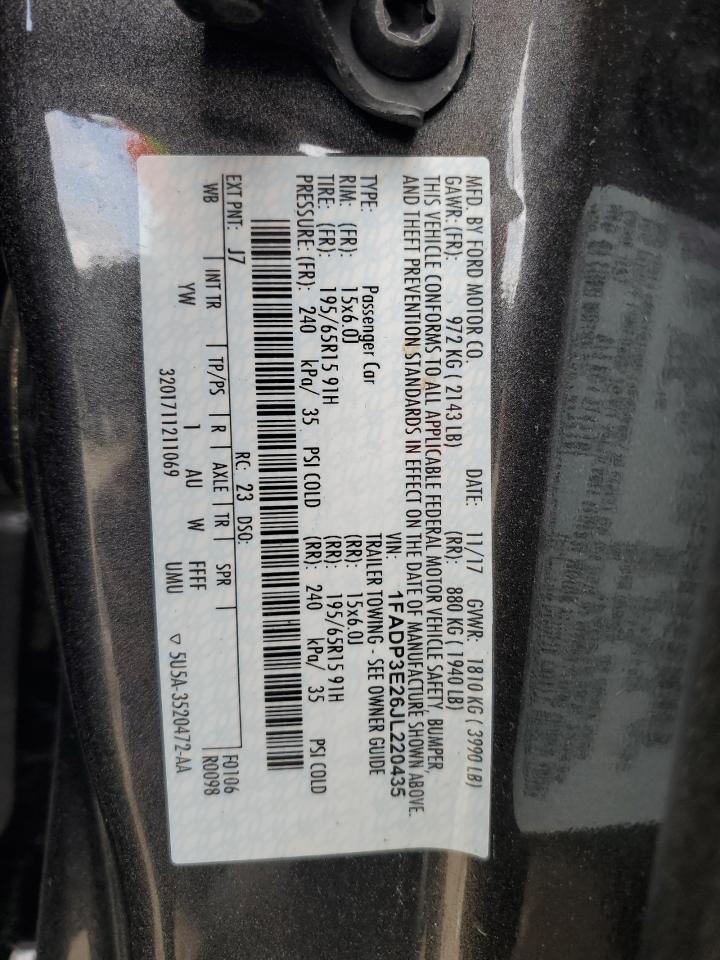 MFD. BY FORD MOTOR CO. DATE: 11/17 GVWR: 1810 KG ( 3990 LB)
GAWR: (FR): 972 KG ( 2143 LB) (RR): 880 KG ( 1940 LB)
THIS VEHICLE CONFORMS TO ALL APPLICABLE FEDERAL MOTOR VEHICLE SAFETY, BUMPER,
AND THEFT PREVENTION STANDARDS IN EFFECT ON THE DATE OF MANUFACTURE SHOWN ABOVE.
VIN: 1FADP3E26JL220435
TYPE: Passenger Car TRAILER TOWING - SEE OWNER GUIDE
RIM: (FR): 15x6.0J (RR): 15x6.0J
TIRE: (FR): 195/65R15 91H (RR): 195/65R15 91H
PRESSURE: (FR): 240 kPa/ 35 PSI COLD (RR): 240 kPa/ 35 PSI COLD
EXT PNT: J7 RC: 23 DSO: F0106
WB | INT TR | TP/PS | R | AXLE | TR | SPR | R0098
YW 1 AU W FFFF
3201711211069 UMU ▽ 5U5A-3520472-AA